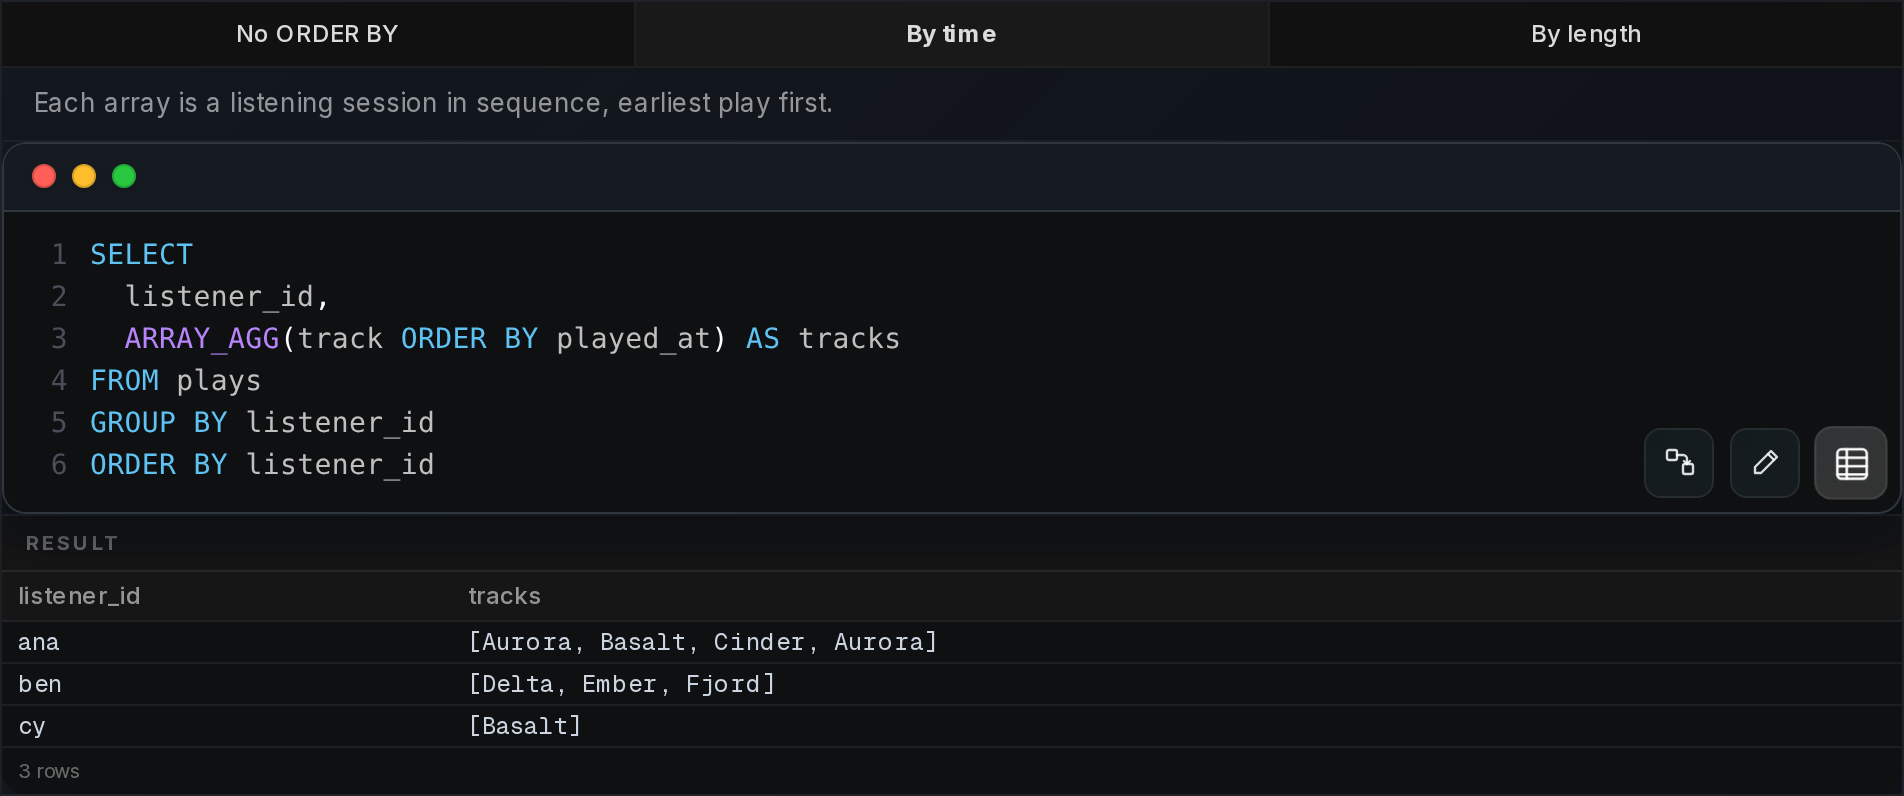 No ORDER BY
By time
By length
Each array is a listening session in sequence, earliest play first.
1 SELECT
2   listener_id,
3   ARRAY_AGG(track ORDER BY played_at) AS tracks
4 FROM plays
5 GROUP BY listener_id
6 ORDER BY listener_id
RESULT
listener_id tracks
ana [Aurora, Basalt, Cinder, Aurora]
ben [Delta, Ember, Fjord]
cy [Basalt]
3 rows